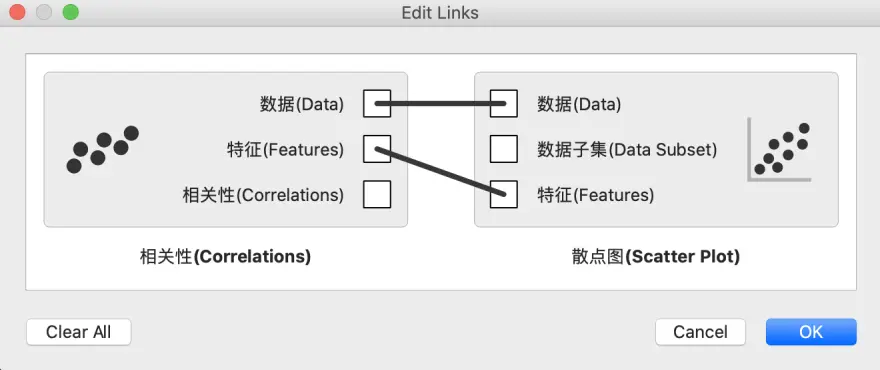 Edit Links
数据(Data)
特征(Features)
相关性(Correlations)
相关性(Correlations)
数据(Data)
数据子集(Data Subset)
特征(Features)
散点图(Scatter Plot)
Clear All
Cancel
OK